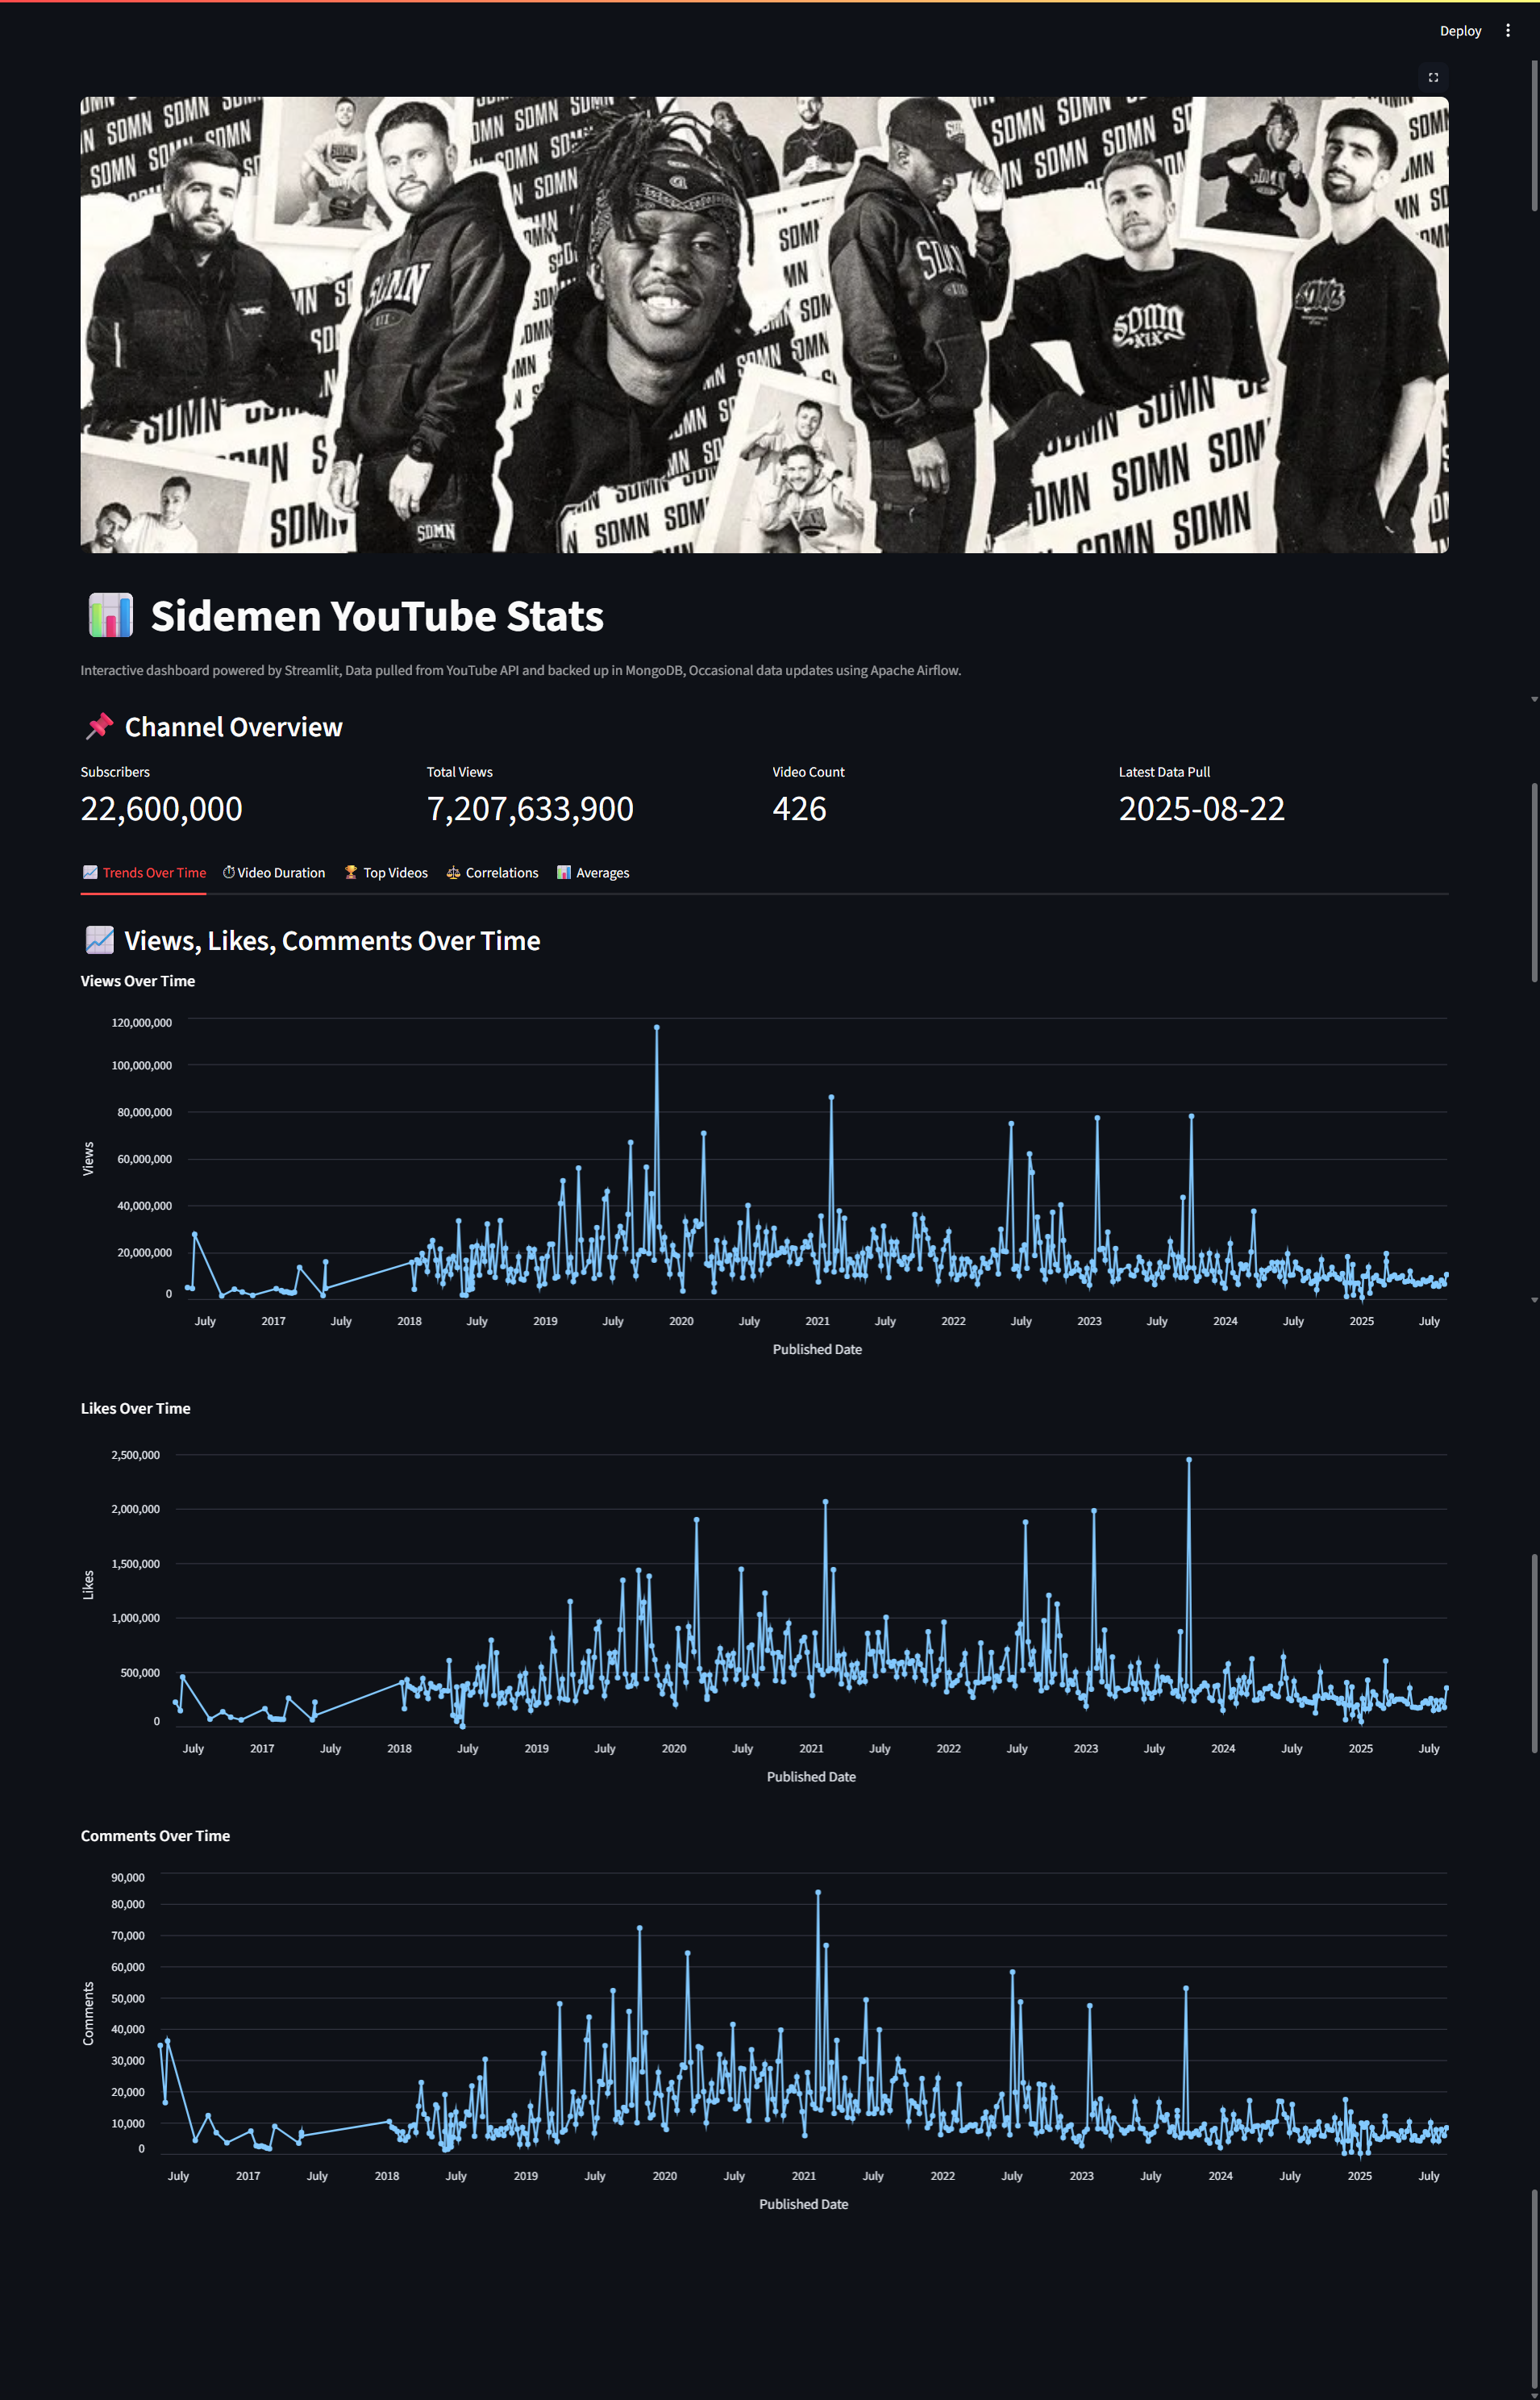 Deploy
SDMN
SDMN
SDMN
SDMN XIX
SDMN
SDMN
SDMN
SDMN
SDMN
📊 Sidemen YouTube Stats
Interactive dashboard powered by Streamlit, Data pulled from YouTube API and backed up in MongoDB, Occasional data updates using Apache Airflow.
📌 Channel Overview
Subscribers Total Views Video Count Latest Data Pull
22,600,000 7,207,633,900 426 2025-08-22
📈 Trends Over Time ⏱ Video Duration 🏆 Top Videos ⚖️ Correlations 📊 Averages
📈 Views, Likes, Comments Over Time
Views Over Time
120,000,000
100,000,000
80,000,000
60,000,000
40,000,000
20,000,000
0
Views
July 2017 July 2018 July 2019 July 2020 July 2021 July 2022 July 2023 July 2024 July 2025 July
Published Date
Likes Over Time
2,500,000
2,000,000
1,500,000
1,000,000
500,000
0
Likes
July 2017 July 2018 July 2019 July 2020 July 2021 July 2022 July 2023 July 2024 July 2025 July
Published Date
Comments Over Time
90,000
80,000
70,000
60,000
50,000
40,000
30,000
20,000
10,000
0
Comments
July 2017 July 2018 July 2019 July 2020 July 2021 July 2022 July 2023 July 2024 July 2025 July
Published Date